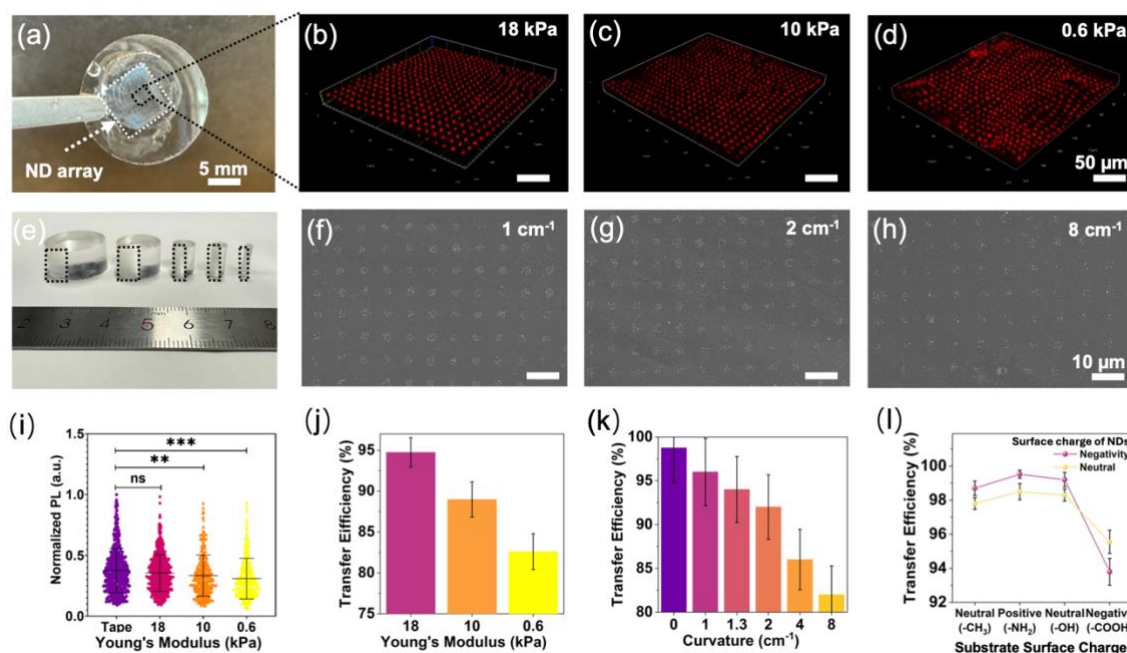 (a)
ND array
5 mm
(b)
18 kPa
(c)
10 kPa
(d)
0.6 kPa
50 µm
(e)
2 3 4 5 6 7 8
(f)
1 cm⁻¹
(g)
2 cm⁻¹
(h)
8 cm⁻¹
10 µm
(i)
Normalized PL (a.u.)
1.5
1.0
0.5
0.0
***
**
ns
Tape 18 10 0.6
Young's Modulus (kPa)
(j)
Transfer Eifficiency (%)
95
90
85
80
75
18 10 0.6
Young's Modulus (kPa)
(k)
Transfer Efficiency (%)
100
95
90
85
80
0 1 1.3 2 4 8
Curvature (cm⁻¹)
(l)
Transfer Efficiency (%)
100
98
96
94
92
Surface charge of NDs
Negativity
Neutral
Neutral Positive Neutral Negative
(-CH₃) (-NH₂) (-OH) (-COOH)
Substrate Surface Charge